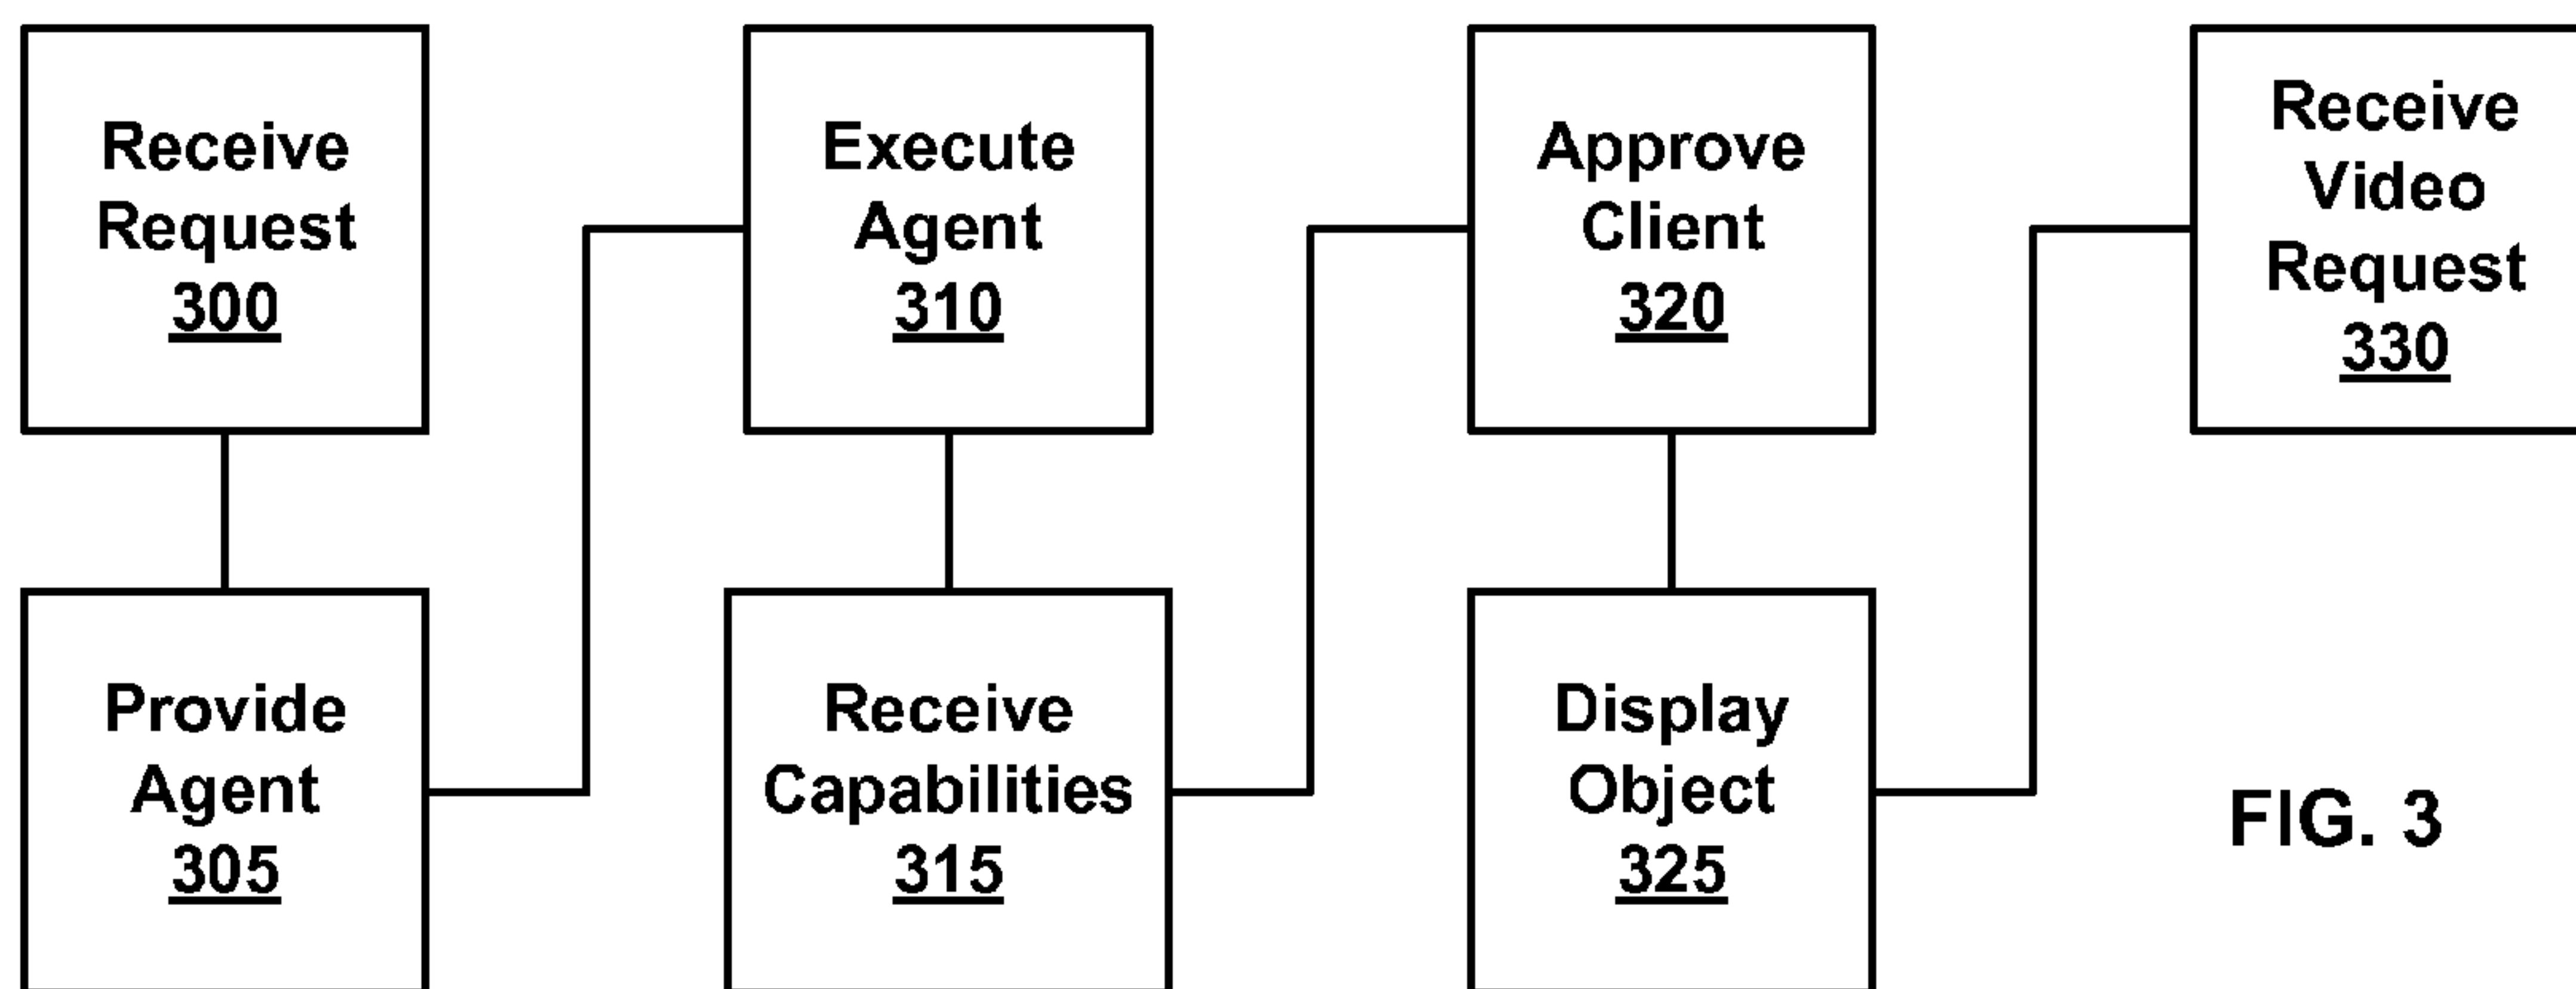 Receive
Request
300
Provide
Agent
305
Execute
Agent
310
Receive
Capabilities
315
Approve
Client
320
Display
Object
325
Receive
Video
Request
330
FIG. 3